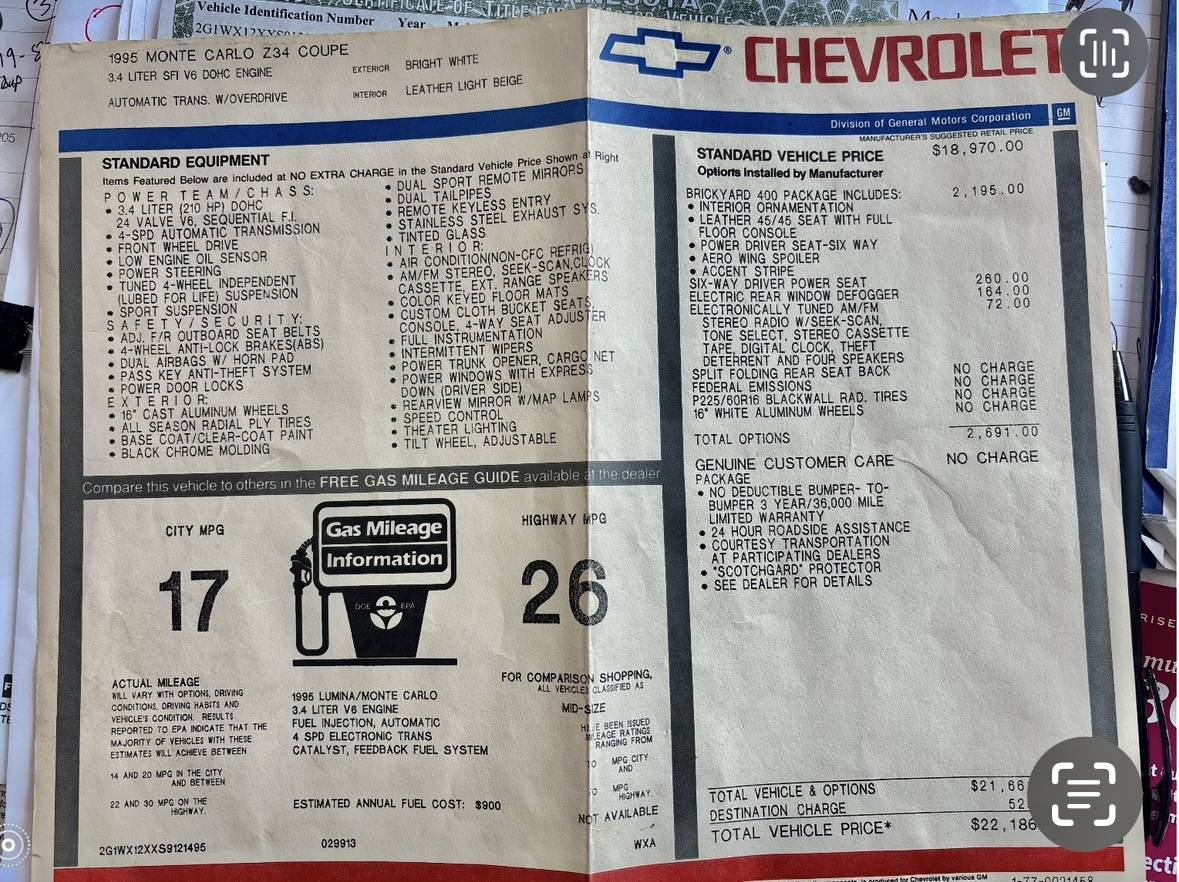 CERTIFICATE OF TITLE
Vehicle Identification Number Year
1995 MONTE CARLO Z34 COUPE
3.4 LITER SFI V6 DOHC ENGINE
AUTOMATIC TRANS. W/OVERDRIVE
EXTERIOR BRIGHT WHITE
INTERIOR LEATHER LIGHT BEIGE
® CHEVROLET
Division of General Motors Corporation GM
STANDARD EQUIPMENT
Items Featured Below are included at NO EXTRA CHARGE in the Standard Vehicle Price Shown at Right
POWER TEAM/CHASS:
• 3.4 LITER (210 HP) DOHC
24 VALVE V6, SEQUENTIAL F.I.
• 4-SPD AUTOMATIC TRANSMISSION
• FRONT WHEEL DRIVE
• LOW ENGINE OIL SENSOR
• POWER STEERING
• TUNED 4-WHEEL INDEPENDENT
(LUBED FOR LIFE) SUSPENSION
• SPORT SUSPENSION
SAFETY/SECURITY:
• ADJ. F/R OUTBOARD SEAT BELTS
• 4-WHEEL ANTI-LOCK BRAKES(ABS)
• DUAL AIRBAGS W/ HORN PAD
• PASS KEY ANTI-THEFT SYSTEM
• POWER DOOR LOCKS
EXTERIOR:
• 16" CAST ALUMINUM WHEELS
• ALL SEASON RADIAL PLY TIRES
• BASE COAT/CLEAR-COAT PAINT
• BLACK CHROME MOLDING
• DUAL SPORT REMOTE MIRRORS
• DUAL TAILPIPES
• REMOTE KEYLESS ENTRY
• STAINLESS STEEL EXHAUST SYS.
• TINTED GLASS
INTERIOR:
• AIR CONDITION(NON-CFC REFRIG)
• AM/FM STEREO, SEEK-SCAN,CLOCK
CASSETTE, EXT. RANGE SPEAKERS
• COLOR KEYED FLOOR MATS
• CUSTOM CLOTH BUCKET SEATS,
CONSOLE, 4-WAY SEAT ADJUSTER
• FULL INSTRUMENTATION
• INTERMITTENT WIPERS
• POWER TRUNK OPENER, CARGO NET
• POWER WINDOWS WITH EXPRESS
DOWN (DRIVER SIDE)
• REARVIEW MIRROR W/MAP LAMPS
• SPEED CONTROL
• THEATER LIGHTING
• TILT WHEEL, ADJUSTABLE
MANUFACTURER'S SUGGESTED RETAIL PRICE
STANDARD VEHICLE PRICE $18,970.00
Options Installed by Manufacturer
BRICKYARD 400 PACKAGE INCLUDES: 2,195.00
• INTERIOR ORNAMENTATION
• LEATHER 45/45 SEAT WITH FULL
FLOOR CONSOLE
• POWER DRIVER SEAT-SIX WAY
• AERO WING SPOILER
• ACCENT STRIPE
SIX-WAY DRIVER POWER SEAT 260.00
ELECTRIC REAR WINDOW DEFOGGER 164.00
ELECTRONICALLY TUNED AM/FM 72.00
STEREO RADIO W/SEEK-SCAN,
TONE SELECT, STEREO CASSETTE
TAPE, DIGITAL CLOCK, THEFT
DETERRENT AND FOUR SPEAKERS
SPLIT FOLDING REAR SEAT BACK NO CHARGE
FEDERAL EMISSIONS NO CHARGE
P225/60R16 BLACKWALL RAD. TIRES NO CHARGE
16" WHITE ALUMINUM WHEELS NO CHARGE
TOTAL OPTIONS 2,691.00
GENUINE CUSTOMER CARE NO CHARGE
PACKAGE
• NO DEDUCTIBLE BUMPER- TO-
BUMPER 3 YEAR/36,000 MILE
LIMITED WARRANTY
• 24 HOUR ROADSIDE ASSISTANCE
• COURTESY TRANSPORTATION
AT PARTICIPATING DEALERS
• "SCOTCHGARD" PROTECTOR
• SEE DEALER FOR DETAILS
TOTAL VEHICLE & OPTIONS $21,66
DESTINATION CHARGE 52
TOTAL VEHICLE PRICE* $22,186
Compare this vehicle to others in the FREE GAS MILEAGE GUIDE available at the dealer
CITY MPG
17
Gas Mileage
Information
DOE EPA
HIGHWAY MPG
26
ACTUAL MILEAGE
WILL VARY WITH OPTIONS, DRIVING
CONDITIONS, DRIVING HABITS AND
VEHICLE'S CONDITION. RESULTS
REPORTED TO EPA INDICATE THAT THE
MAJORITY OF VEHICLES WITH THESE
ESTIMATES WILL ACHIEVE BETWEEN
14 AND 20 MPG IN THE CITY
AND BETWEEN
22 AND 30 MPG ON THE
HIGHWAY.
1995 LUMINA/MONTE CARLO
3.4 LITER V6 ENGINE
FUEL INJECTION, AUTOMATIC
4 SPD ELECTRONIC TRANS
CATALYST, FEEDBACK FUEL SYSTEM
ESTIMATED ANNUAL FUEL COST: $900
FOR COMPARISON SHOPPING,
ALL VEHICLES CLASSIFIED AS
MID-SIZE
HAVE BEEN ISSUED
MILEAGE RATINGS
RANGING FROM
TO MPG CITY
AND
TO MPG
HIGHWAY.
NOT AVAILABLE
2G1WX12XXS9121495
029913
WXA
is produced for Chevrolet by various GM